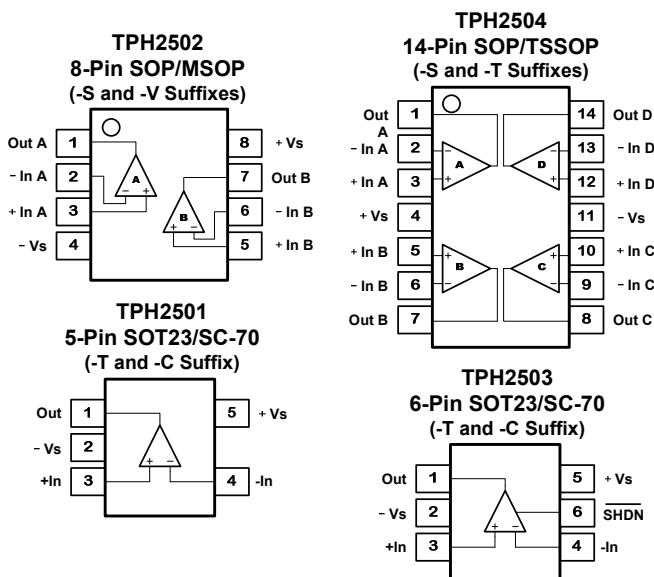 TPH2502
8-Pin SOP/MSOP
(-S and -V Suffixes)
Out A 1 8 + Vs
− In A 2 A 7 Out B
− +
+ In A 3 B 6 − In B
+ −
− Vs 4 5 + In B
TPH2504
14-Pin SOP/TSSOP
(-S and -T Suffixes)
Out A 1 14 Out D
− In A 2 − − 13 − In D
A D
+ In A 3 + + 12 + In D
+ Vs 4 11 − Vs
+ In B 5 + + 10 + In C
B C
− In B 6 − − 9 − In C
Out B 7 8 Out C
TPH2501
5-Pin SOT23/SC-70
(-T and -C Suffix)
Out 1 5 + Vs
− Vs 2
+ −
+In 3 4 -In
TPH2503
6-Pin SOT23/SC-70
(-T and -C Suffix)
Out 1 5 + Vs
− Vs 2 6 SHDN
+ −
+In 3 4 -In